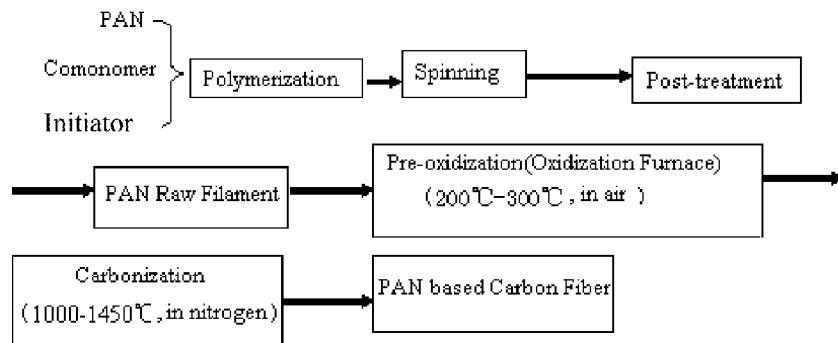 PAN
Comonomer
Initiator
Polymerization
Spinning
Post-treatment
PAN Raw Filament
Pre-oxidization(Oxidization Furnace)
(200℃-300℃, in air )
Carbonization
(1000-1450℃, in nitrogen)
PAN based Carbon Fiber